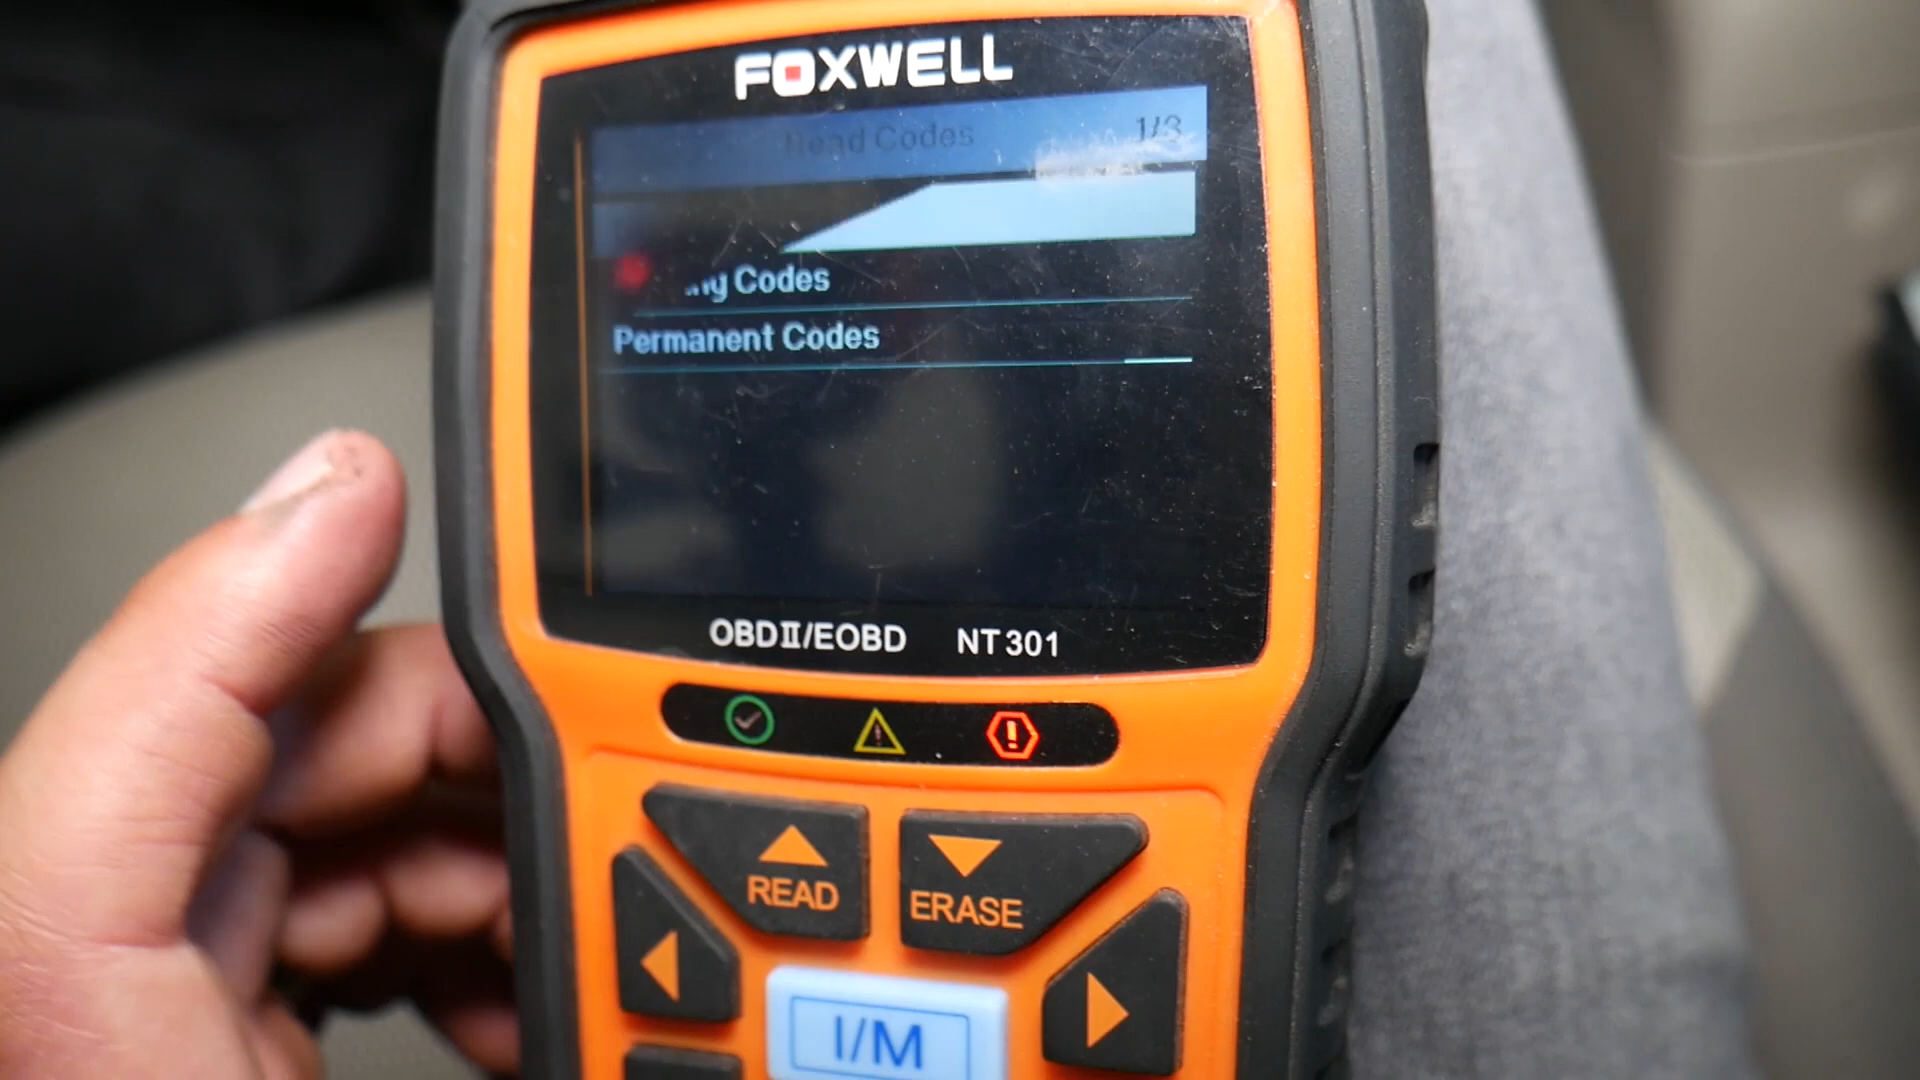 FOXWELL
Read Codes 1/3
Codes
Permanent Codes
OBDII/EOBD NT301
READ
ERASE
I/M